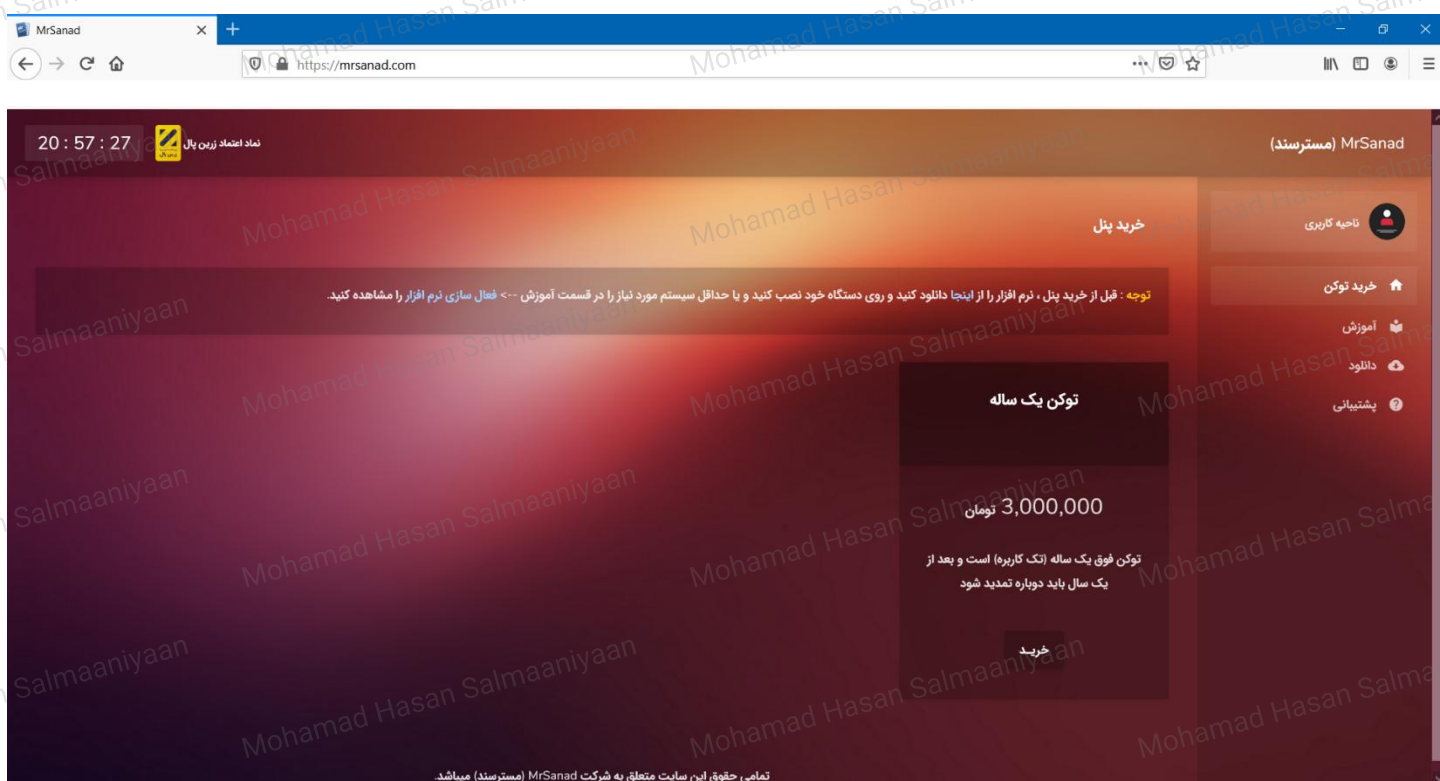 MrSanad
https://mrsanad.com
MrSanad (مسترسند)
نماد اعتماد زرین پال
20 : 57 : 27
ناحیه کاربری
خرید توکن
آموزش
دانلود
پشتیبانی
خرید پنل
توجه : قبل از خرید پنل ، نرم افزار را از اینجا دانلود کنید و روی دستگاه خود نصب کنید و یا حداقل سیستم مورد نیاز را در قسمت آموزش --> فعال سازی نرم افزار را مشاهده کنید.
توکن یک ساله
3,000,000 تومان
توکن فوق یک ساله (تک کاربره) است و بعد از
یک سال باید دوباره تمدید شود
خریـد
تمامی حقوق این سایت متعلق به شرکت MrSanad (مسترسند) میباشد.
Mohamad Hasan Salmaaniyaan